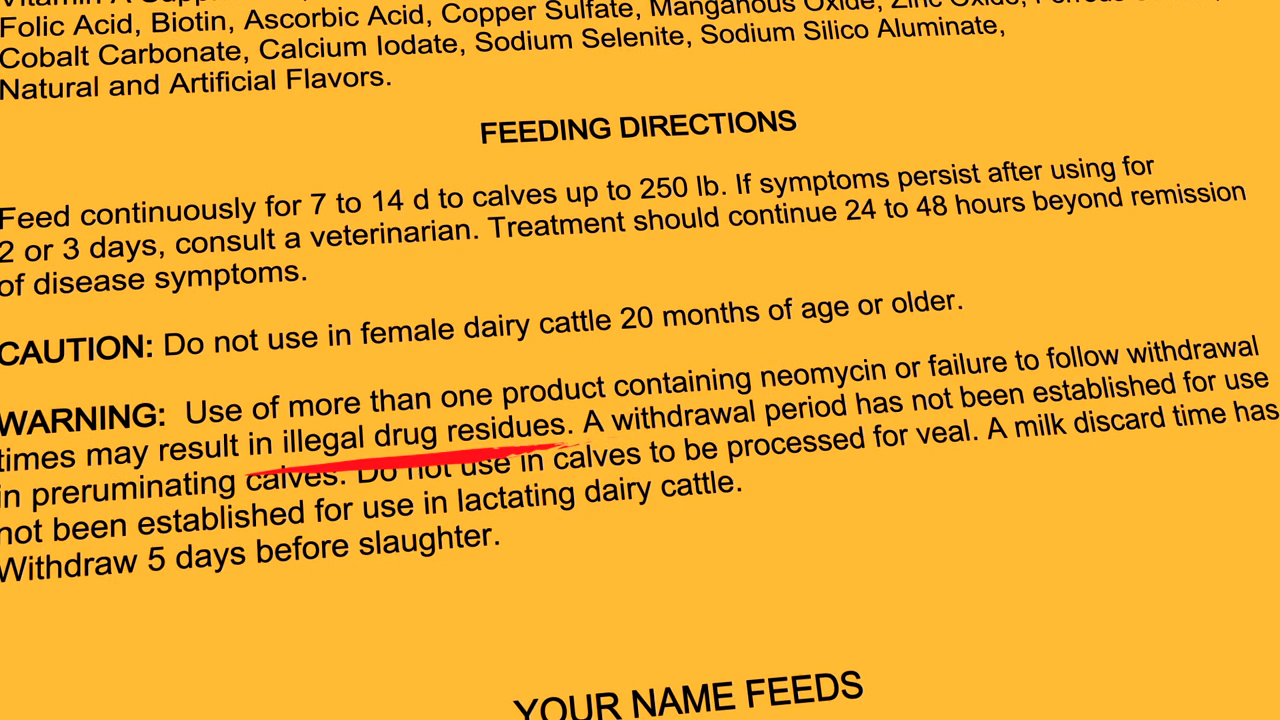 Folic Acid, Biotin, Ascorbic Acid, Copper Sulfate, Manganous Oxide, Zinc Oxide,
Cobalt Carbonate, Calcium Iodate, Sodium Selenite, Sodium Silico Aluminate,
Natural and Artificial Flavors.
FEEDING DIRECTIONS
Feed continuously for 7 to 14 d to calves up to 250 lb. If symptoms persist after using for
2 or 3 days, consult a veterinarian. Treatment should continue 24 to 48 hours beyond remission
of disease symptoms.
CAUTION: Do not use in female dairy cattle 20 months of age or older.
WARNING: Use of more than one product containing neomycin or failure to follow withdrawal
times may result in illegal drug residues. A withdrawal period has not been established for use
in preruminating calves. Do not use in calves to be processed for veal. A milk discard time has
not been established for use in lactating dairy cattle.
Withdraw 5 days before slaughter.
YOUR NAME FEEDS